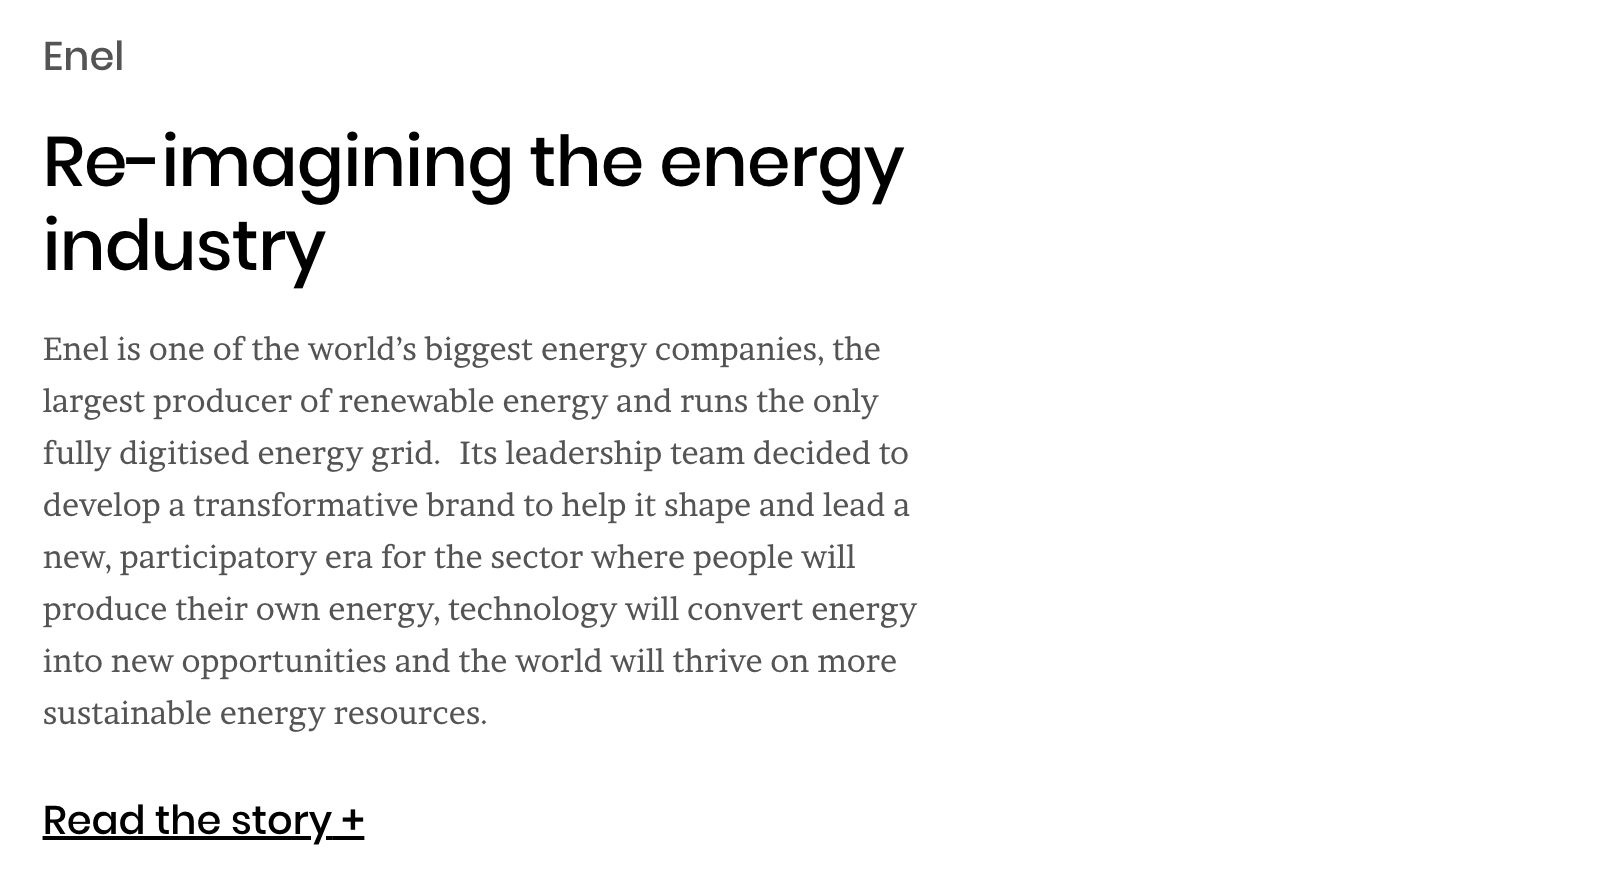 Enel
Re-imagining the energy
industry
Enel is one of the world’s biggest energy companies, the
largest producer of renewable energy and runs the only
fully digitised energy grid.  Its leadership team decided to
develop a transformative brand to help it shape and lead a
new, participatory era for the sector where people will
produce their own energy, technology will convert energy
into new opportunities and the world will thrive on more
sustainable energy resources.
Read the story +